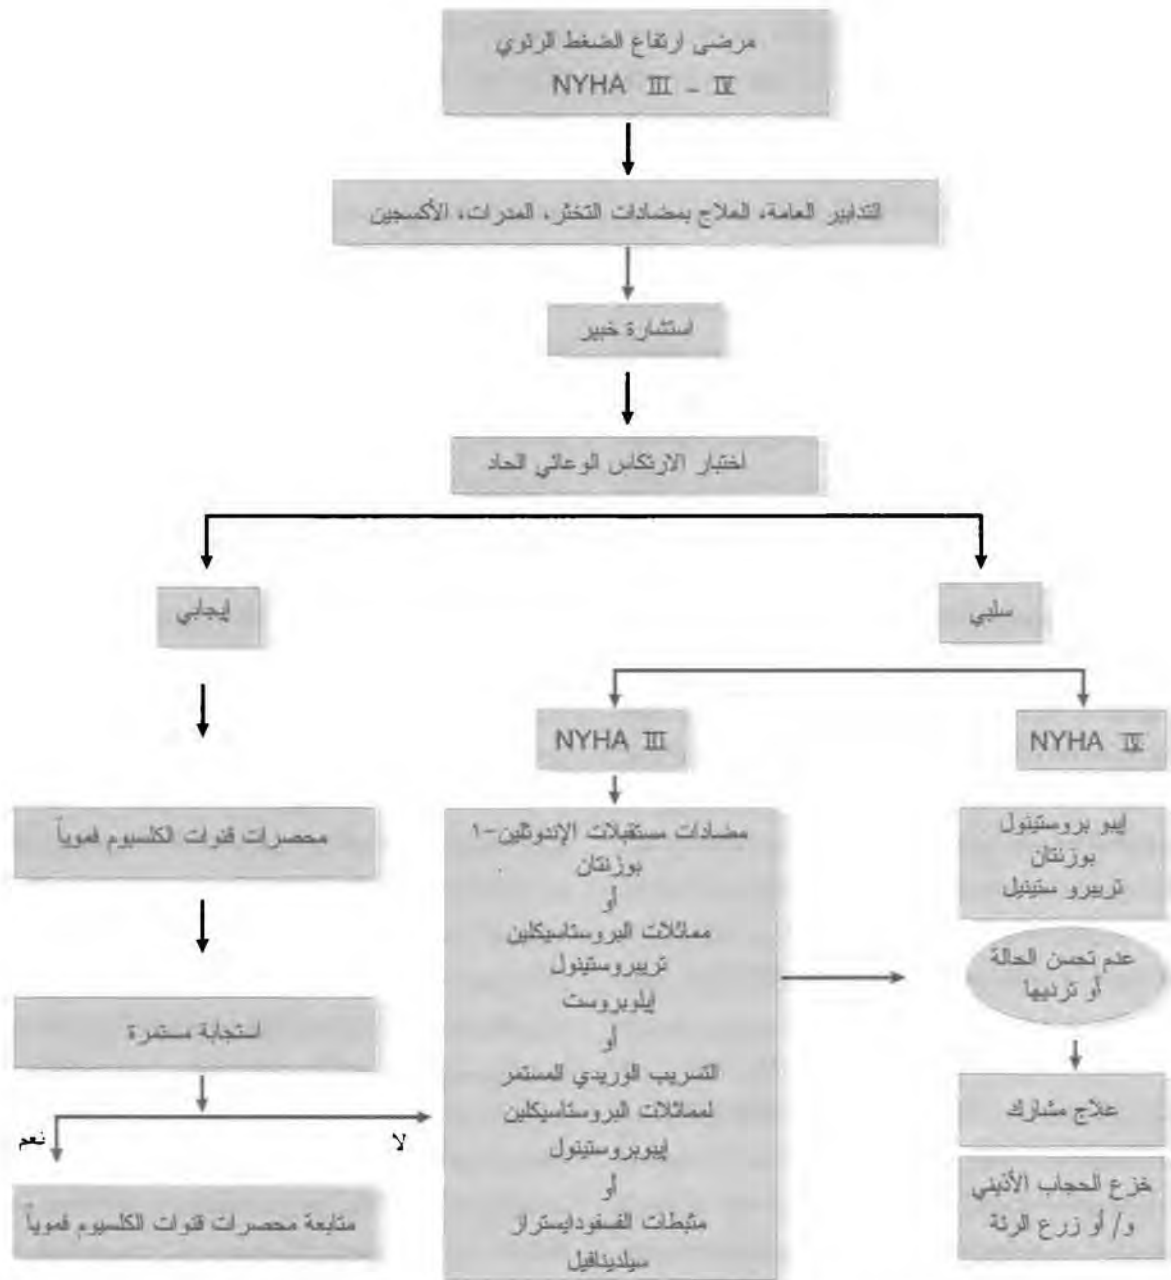 مرضى ارتفاع الضغط الرئوي
NYHA III - IV
التدابير العامة، العلاج بمضادات التخثر، المدرات، الأكسجين
استشارة خبير
اختبار الارتكاس الوعائي الحاد
إيجابي
سلبي
NYHA III
NYHA IV
محصرات قنوات الكلسيوم فموياً
استجابة مستمرة
نعم
لا
متابعة محصرات قنوات الكلسيوم فموياً
مضادات مستقبلات الإندوثلين-١
بوزنتان
أو
مماثلات البروستاسيكلين
تريبروستينول
إيلوبروست
أو
التسريب الوريدي المستمر
لمماثلات البروستاسيكلين
إيبوبروستينول
أو
مثبطات الفسفودايستراز
سيلدينافيل
إيبو بروستينول
بوزنتان
تريبرو ستينيل
عدم تحسن الحالة
أو ترديها
علاج مشارك
خزع الحجاب الأذيني
و/ أو زرع الرئة